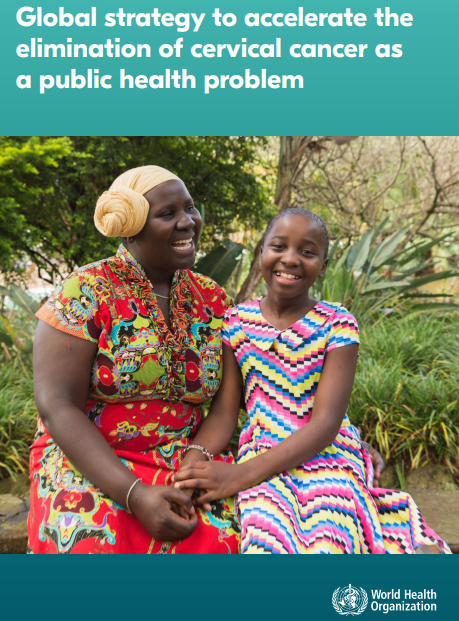 Global strategy to accelerate the
elimination of cervical cancer as
a public health problem
World Health
Organization